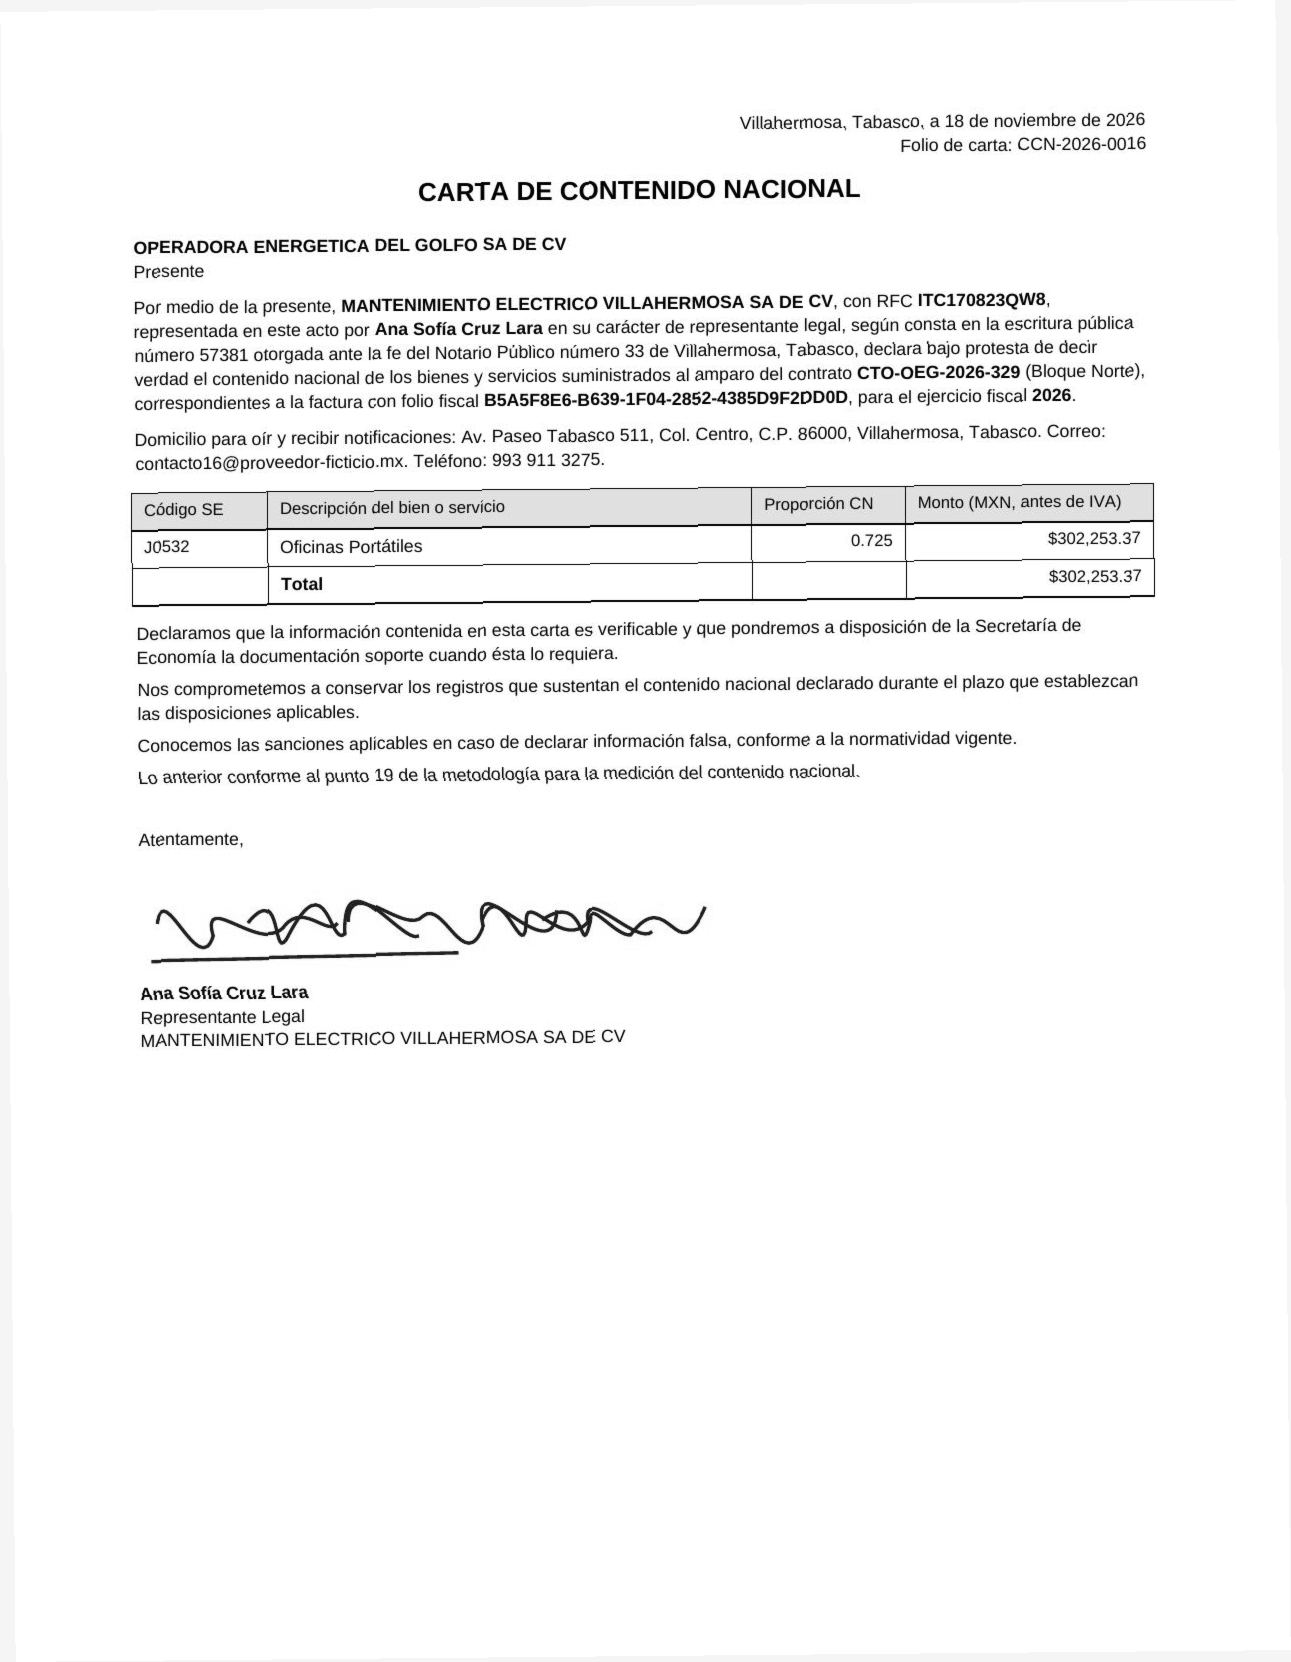 Villahermosa, Tabasco, a 18 de noviembre de 2026
Folio de carta: CCN-2026-0016
CARTA DE CONTENIDO NACIONAL
OPERADORA ENERGETICA DEL GOLFO SA DE CV
Presente
Por medio de la presente, MANTENIMIENTO ELECTRICO VILLAHERMOSA SA DE CV, con RFC ITC170823QW8,
representada en este acto por Ana Sofía Cruz Lara en su carácter de representante legal, según consta en la escritura pública
número 57381 otorgada ante la fe del Notario Público número 33 de Villahermosa, Tabasco, declara bajo protesta de decir
verdad el contenido nacional de los bienes y servicios suministrados al amparo del contrato CTO-OEG-2026-329 (Bloque Norte),
correspondientes a la factura con folio fiscal B5A5F8E6-B639-1F04-2852-4385D9F2DD0D, para el ejercicio fiscal 2026.
Domicilio para oír y recibir notificaciones: Av. Paseo Tabasco 511, Col. Centro, C.P. 86000, Villahermosa, Tabasco. Correo:
contacto16@proveedor-ficticio.mx. Teléfono: 993 911 3275.
Código SE Descripción del bien o servicio Proporción CN Monto (MXN, antes de IVA)
J0532 Oficinas Portátiles 0.725 $302,253.37
Total $302,253.37
Declaramos que la información contenida en esta carta es verificable y que pondremos a disposición de la Secretaría de
Economía la documentación soporte cuando ésta lo requiera.
Nos comprometemos a conservar los registros que sustentan el contenido nacional declarado durante el plazo que establezcan
las disposiciones aplicables.
Conocemos las sanciones aplicables en caso de declarar información falsa, conforme a la normatividad vigente.
Lo anterior conforme al punto 19 de la metodología para la medición del contenido nacional.
Atentamente,
Ana Sofía Cruz Lara
Representante Legal
MANTENIMIENTO ELECTRICO VILLAHERMOSA SA DE CV